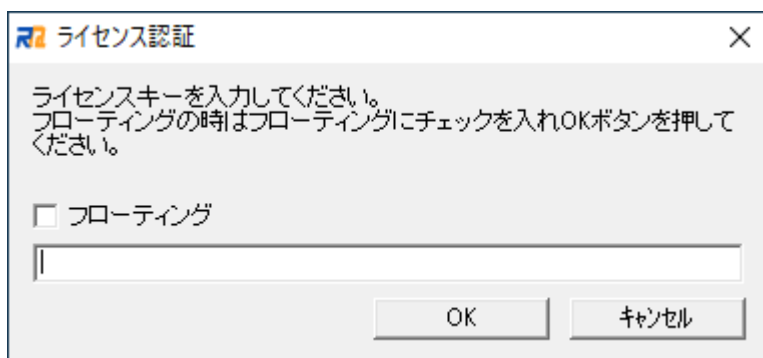 R2 ライセンス認証
ライセンスキーを入力してください。
フローティングの時はフローティングにチェックを入れOKボタンを押して
ください。
フローティング
OK キャンセル